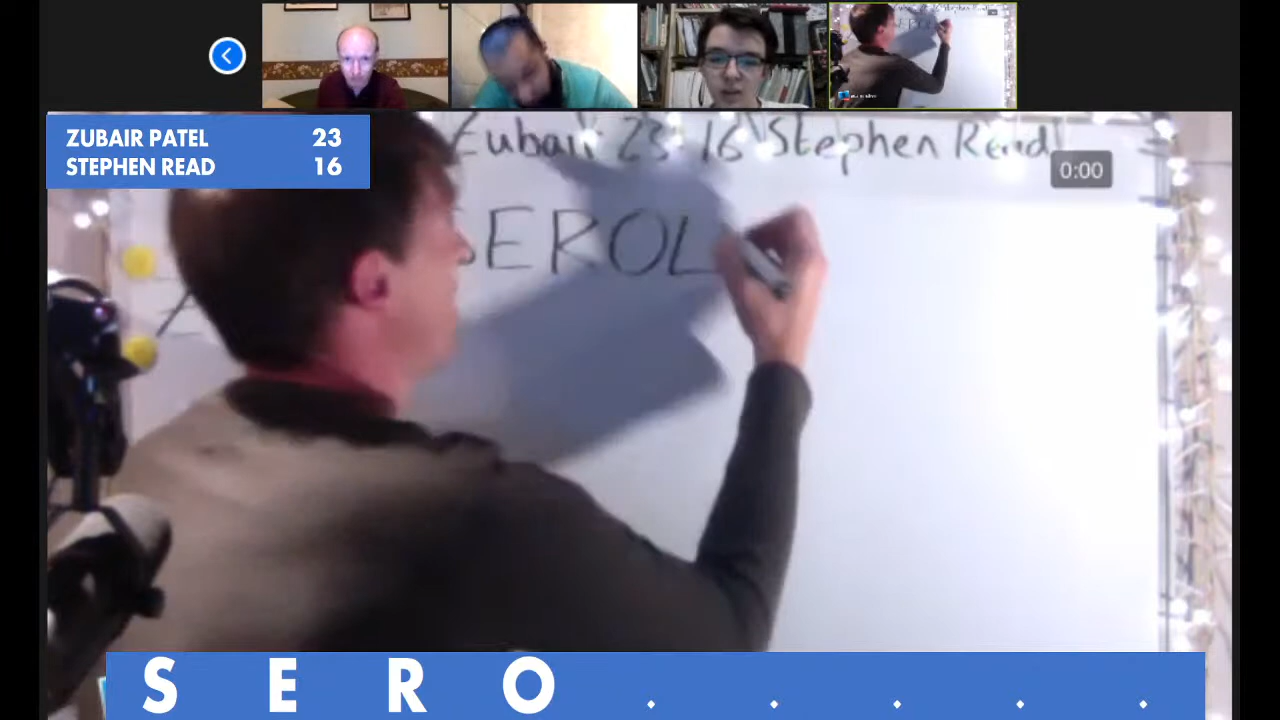 ZUBAIR PATEL 23
STEPHEN READ 16
Zubair 23 - 16 Stephen Read
0:00
SEROL
S E R O . . . . .